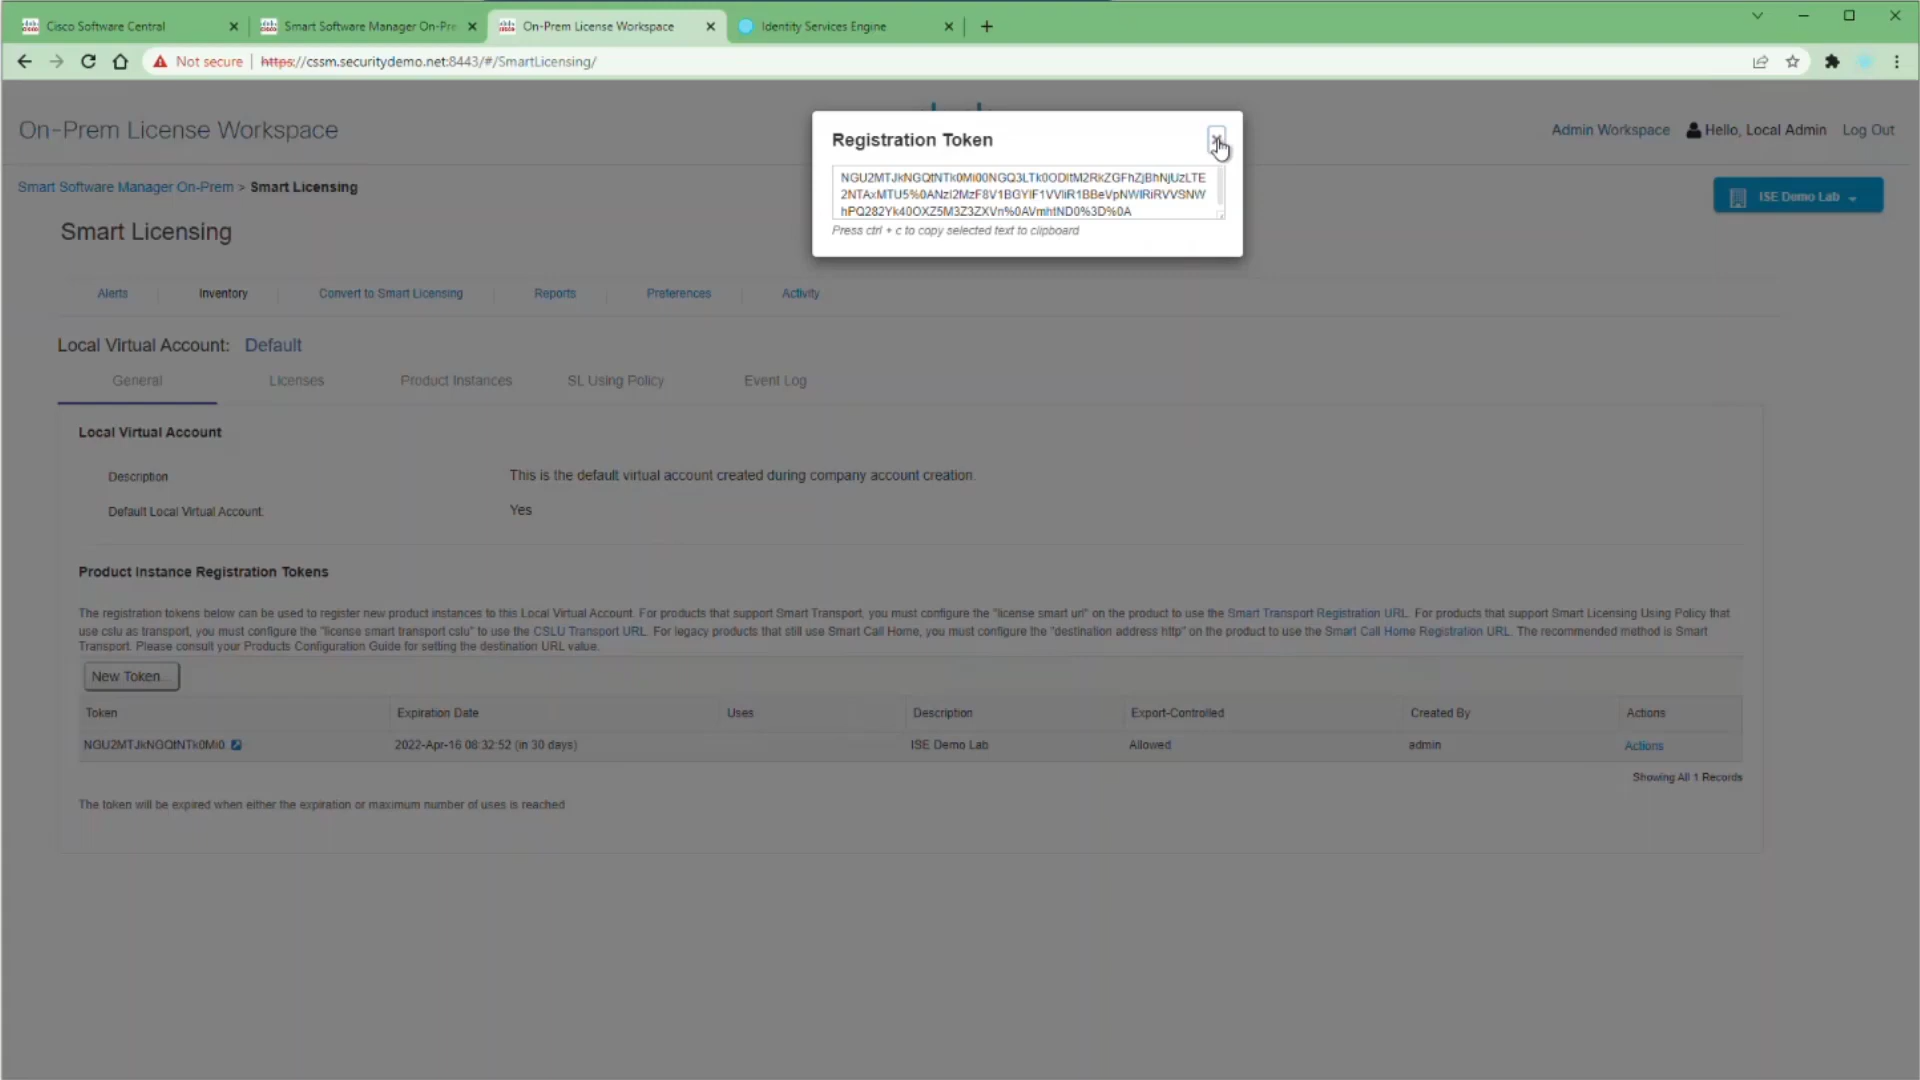 Cisco Software Central
Smart Software Manager On-Pre
On-Prem License Workspace
Identity Services Engine
Not secure
https://cssm.securitydemo.net:8443/#/SmartLicensing/
On-Prem License Workspace
Admin Workspace
Hello, Local Admin
Log Out
Registration Token
Press ctrl + c to copy selected text to clipboard
Smart Software Manager On-Prem > Smart Licensing
ISE Demo Lab
Smart Licensing
Alerts
Inventory
Convert to Smart Licensing
Reports
Preferences
Activity
Local Virtual Account: Default
General
Licenses
Product Instances
SL Using Policy
Event Log
Local Virtual Account
Description
This is the default virtual account created during company account creation.
Default Local Virtual Account:
Yes
Product Instance Registration Tokens
The registration tokens below can be used to register new product instances to this Local Virtual Account. For products that support Smart Transport, you must configure the "license smart url" on the product to use the Smart Transport Registration URL. For products that support Smart Licensing Using Policy that
use cslu as transport, you must configure the "license smart transport cslu" to use the CSLU Transport URL. For legacy products that still use Smart Call Home, you must configure the "destination address http" on the product to use the Smart Call Home Registration URL. The recommended method is Smart
Transport. Please consult your Products Configuration Guide for setting the destination URL value.
New Token...
Token
Expiration Date
Uses
Description
Export-Controlled
Created By
Actions
2022-Apr-16 08:32:52 (in 30 days)
ISE Demo Lab
Allowed
admin
Actions
Showing All 1 Records
The token will be expired when either the expiration or maximum number of uses is reached